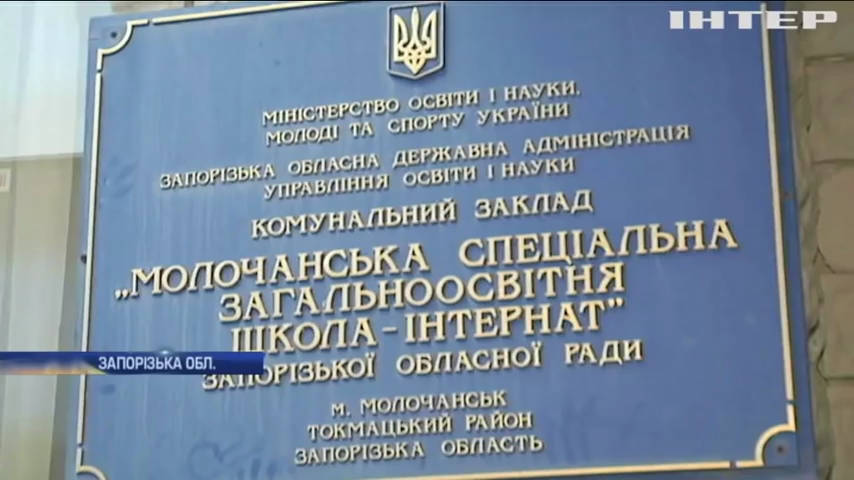 ІНТЕР
МІНІСТЕРСТВО ОСВІТИ І НАУКИ,
МОЛОДІ ТА СПОРТУ УКРАЇНИ
ЗАПОРІЗЬКА ОБЛАСНА ДЕРЖАВНА АДМІНІСТРАЦІЯ
УПРАВЛІННЯ ОСВІТИ І НАУКИ
КОМУНАЛЬНИЙ ЗАКЛАД
„МОЛОЧАНСЬКА СПЕЦІАЛЬНА
ЗАГАЛЬНООСВІТНЯ
ШКОЛА-ІНТЕРНАТ"
ЗАПОРІЗЬКА ОБЛ.
ЗАПОРІЗЬКОЇ ОБЛАСНОЇ РАДИ
М. МОЛОЧАНСЬК
ТОКМАЦЬКИЙ РАЙОН
ЗАПОРІЗЬКА ОБЛАСТЬ